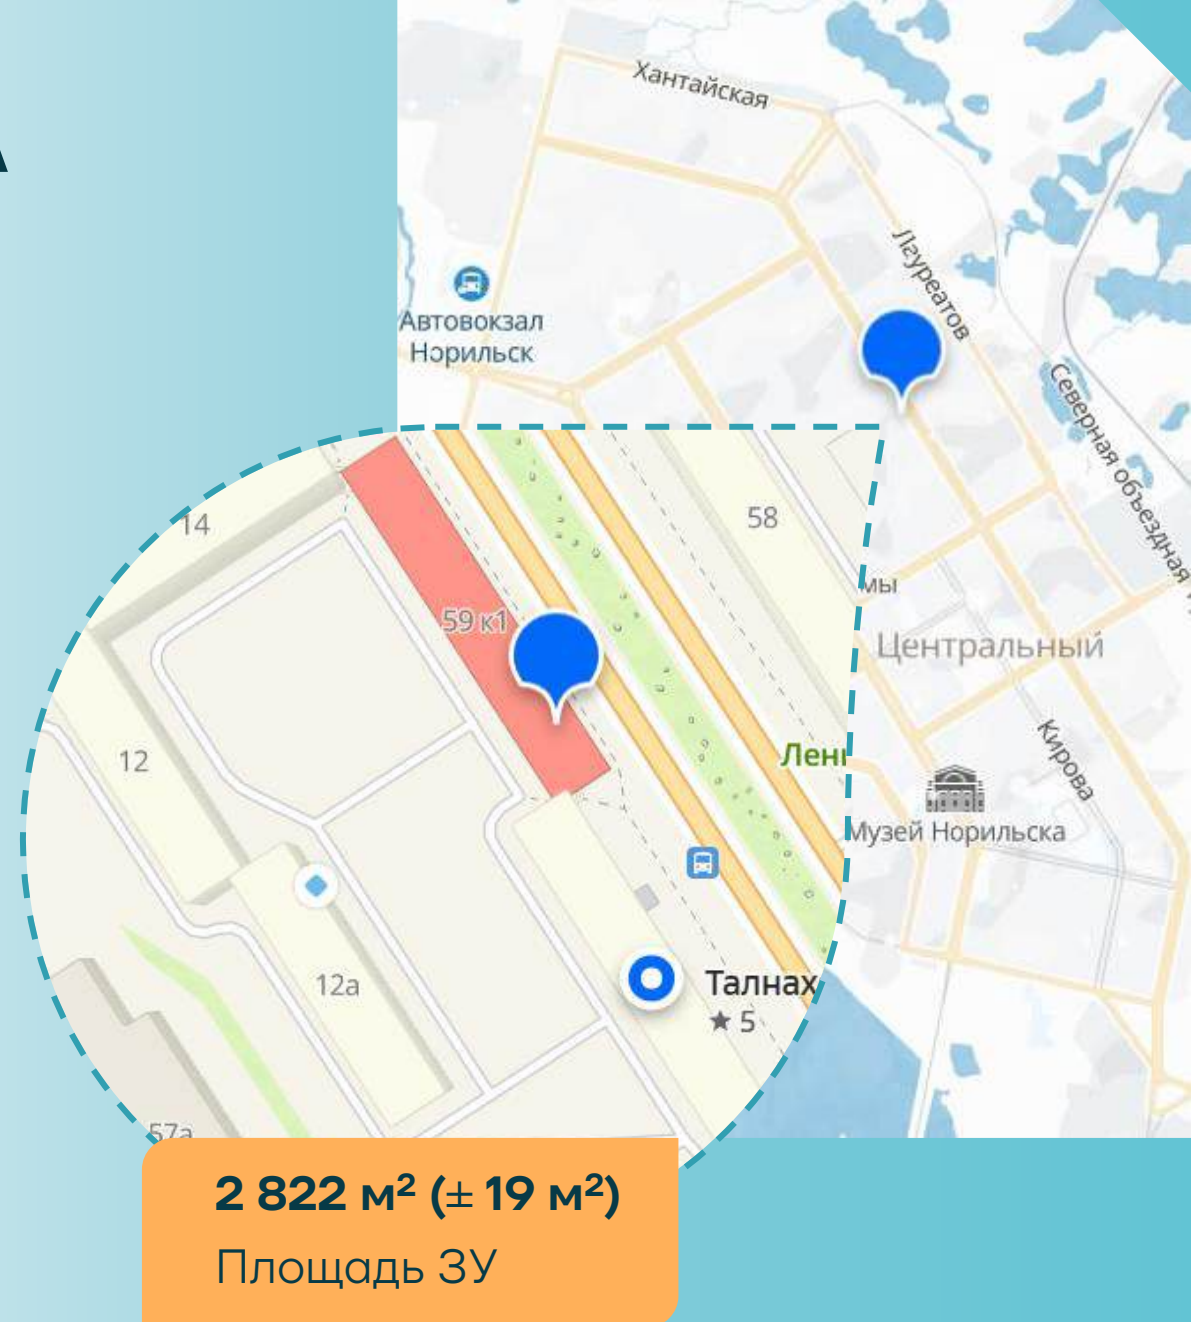 Хантайская
Лауреатов
Автовокзал
Норильск
Северная объездная
14
58
59 к1
мы
Центральный
12
Лени
Кирова
Музей Норильска
12а
Талнах
★ 5
57а
2 822 м² (± 19 м²)
Площадь ЗУ